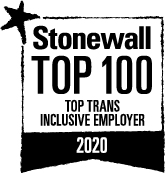 Stonewall
TOP 100
TOP TRANS
INCLUSIVE EMPLOYER
2020